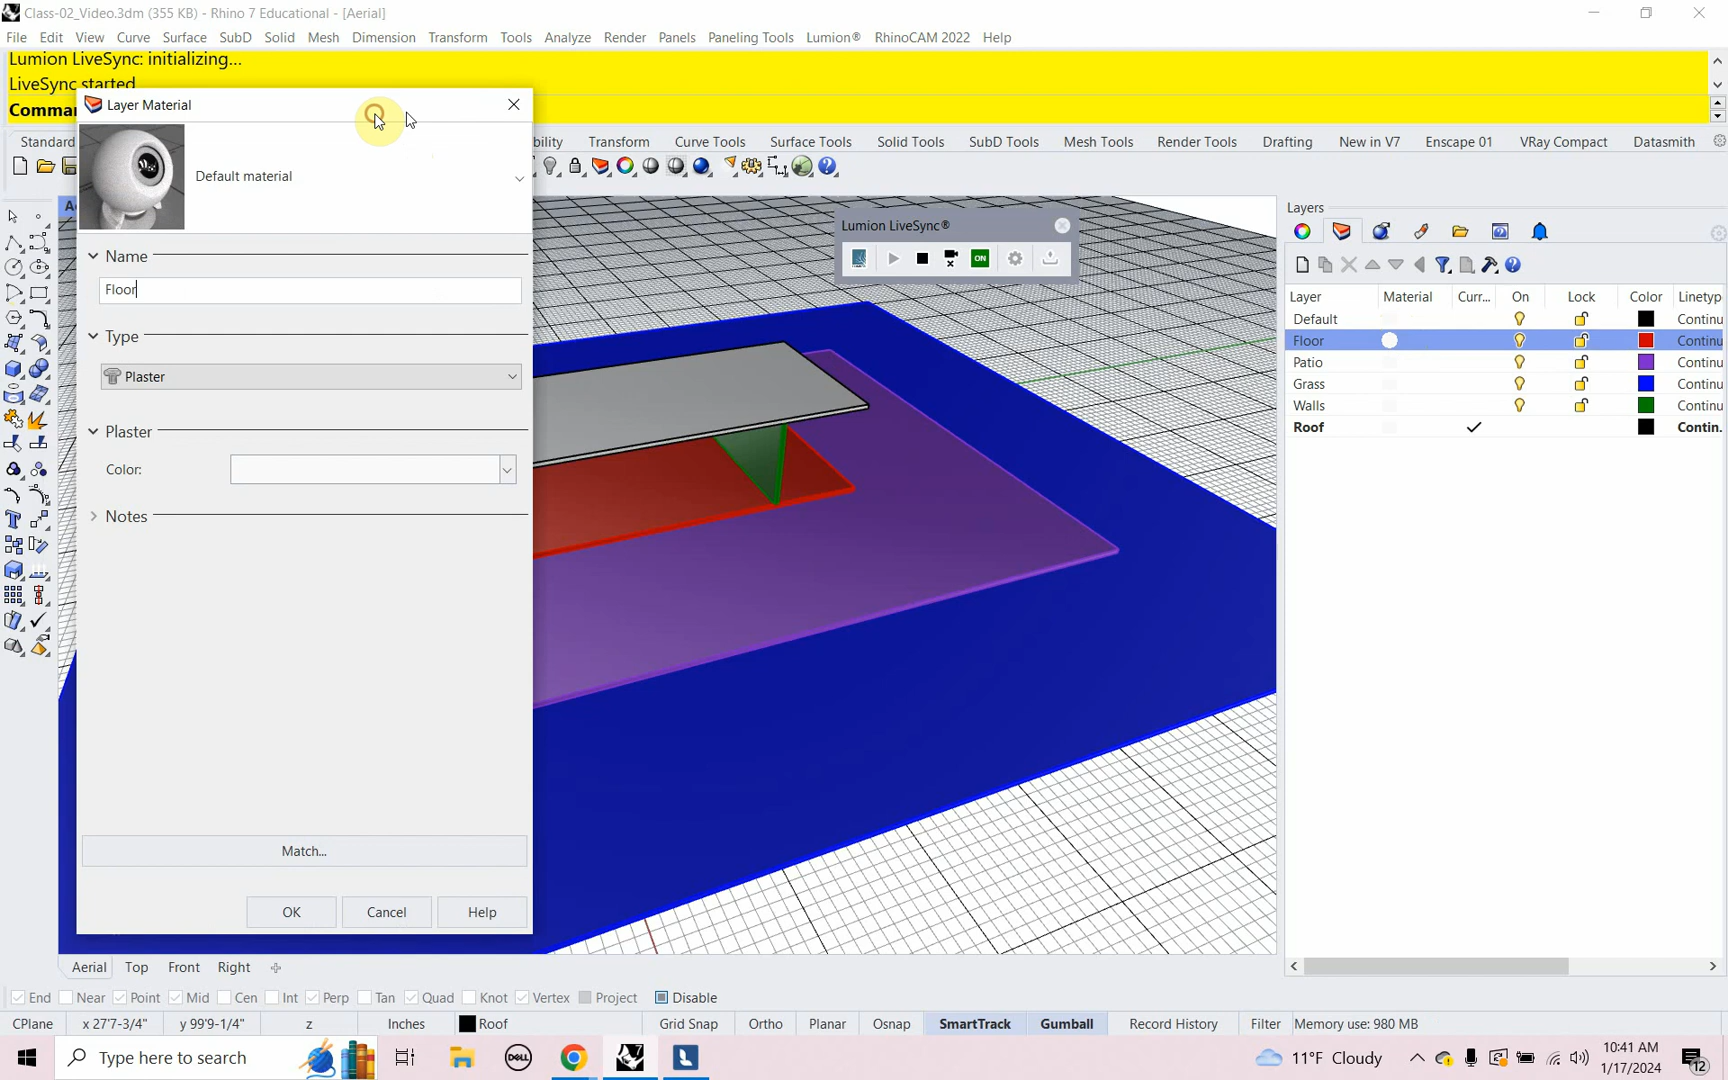 Class-02_Video.3dm (355 KB) - Rhino 7 Educational - [Aerial]
File Edit View Curve Surface SubD Solid Mesh Dimension Transform Tools Analyze Render Panels Paneling Tools Lumion® RhinoCAM 2022 Help
Lumion LiveSync: initializing...
LiveSync started
Comma
Layer Material
Standard
bility Transform Curve Tools Surface Tools Solid Tools SubD Tools Mesh Tools Render Tools Drafting New in V7 Enscape 01 VRay Compact Datasmith
Default material
Name
Floor
Type
Plaster
Plaster
Color:
Notes
Match...
OK Cancel Help
Lumion LiveSync®
ON
Layers
Layer Material Curr... On Lock Color Linetyp
Default Continu
Floor Continu
Patio Continu
Grass Continu
Walls Continu
Roof Contin.
Aerial Top Front Right
End Near Point Mid Cen Int Perp Tan Quad Knot Vertex Project Disable
CPlane x 27'7-3/4" y 99'9-1/4" z Inches Roof Grid Snap Ortho Planar Osnap SmartTrack Gumball Record History Filter Memory use: 980 MB
Type here to search
DELL
11°F Cloudy
10:41 AM
1/17/2024
12